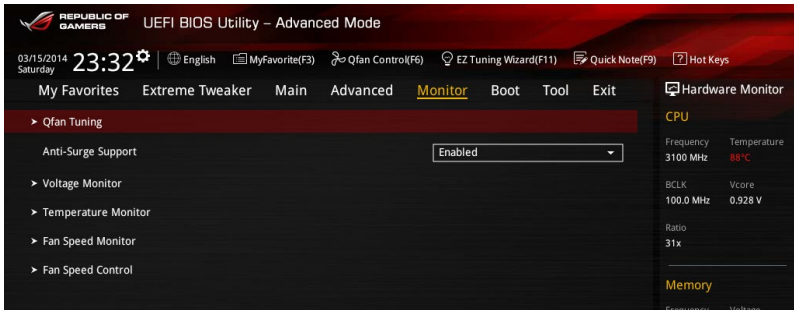 REPUBLIC OF
GAMERS
UEFI BIOS Utility – Advanced Mode
03/15/2014
Saturday
23:32
English
MyFavorite(F3)
Qfan Control(F6)
EZ Tuning Wizard(F11)
Quick Note(F9)
? Hot Keys
My Favorites Extreme Tweaker Main Advanced Monitor Boot Tool Exit
Hardware Monitor
> Qfan Tuning
Anti-Surge Support Enabled
> Voltage Monitor
> Temperature Monitor
> Fan Speed Monitor
> Fan Speed Control
CPU
Frequency Temperature
3100 MHz 88°C
BCLK Vcore
100.0 MHz 0.928 V
Ratio
31x
Memory
Frequency Voltage